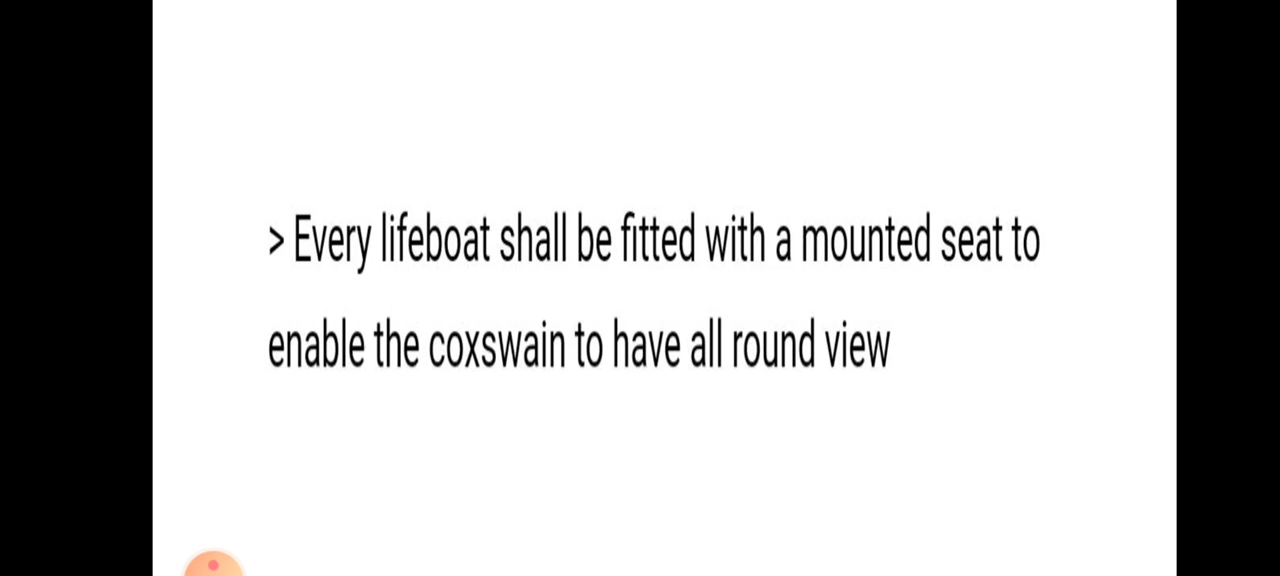 > Every lifeboat shall be fitted with a mounted seat to
enable the coxswain to have all round view